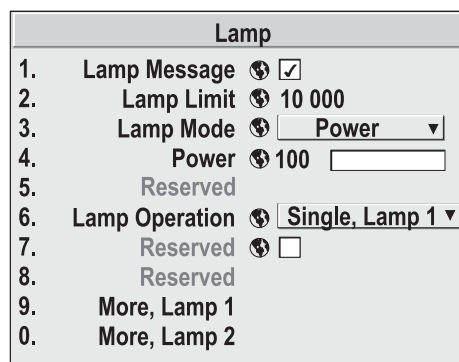 Lamp
1. Lamp Message
2. Lamp Limit 10 000
3. Lamp Mode Power
4. Power 100
5. Reserved
6. Lamp Operation Single, Lamp 1
7. Reserved
8. Reserved
9. More, Lamp 1
0. More, Lamp 2